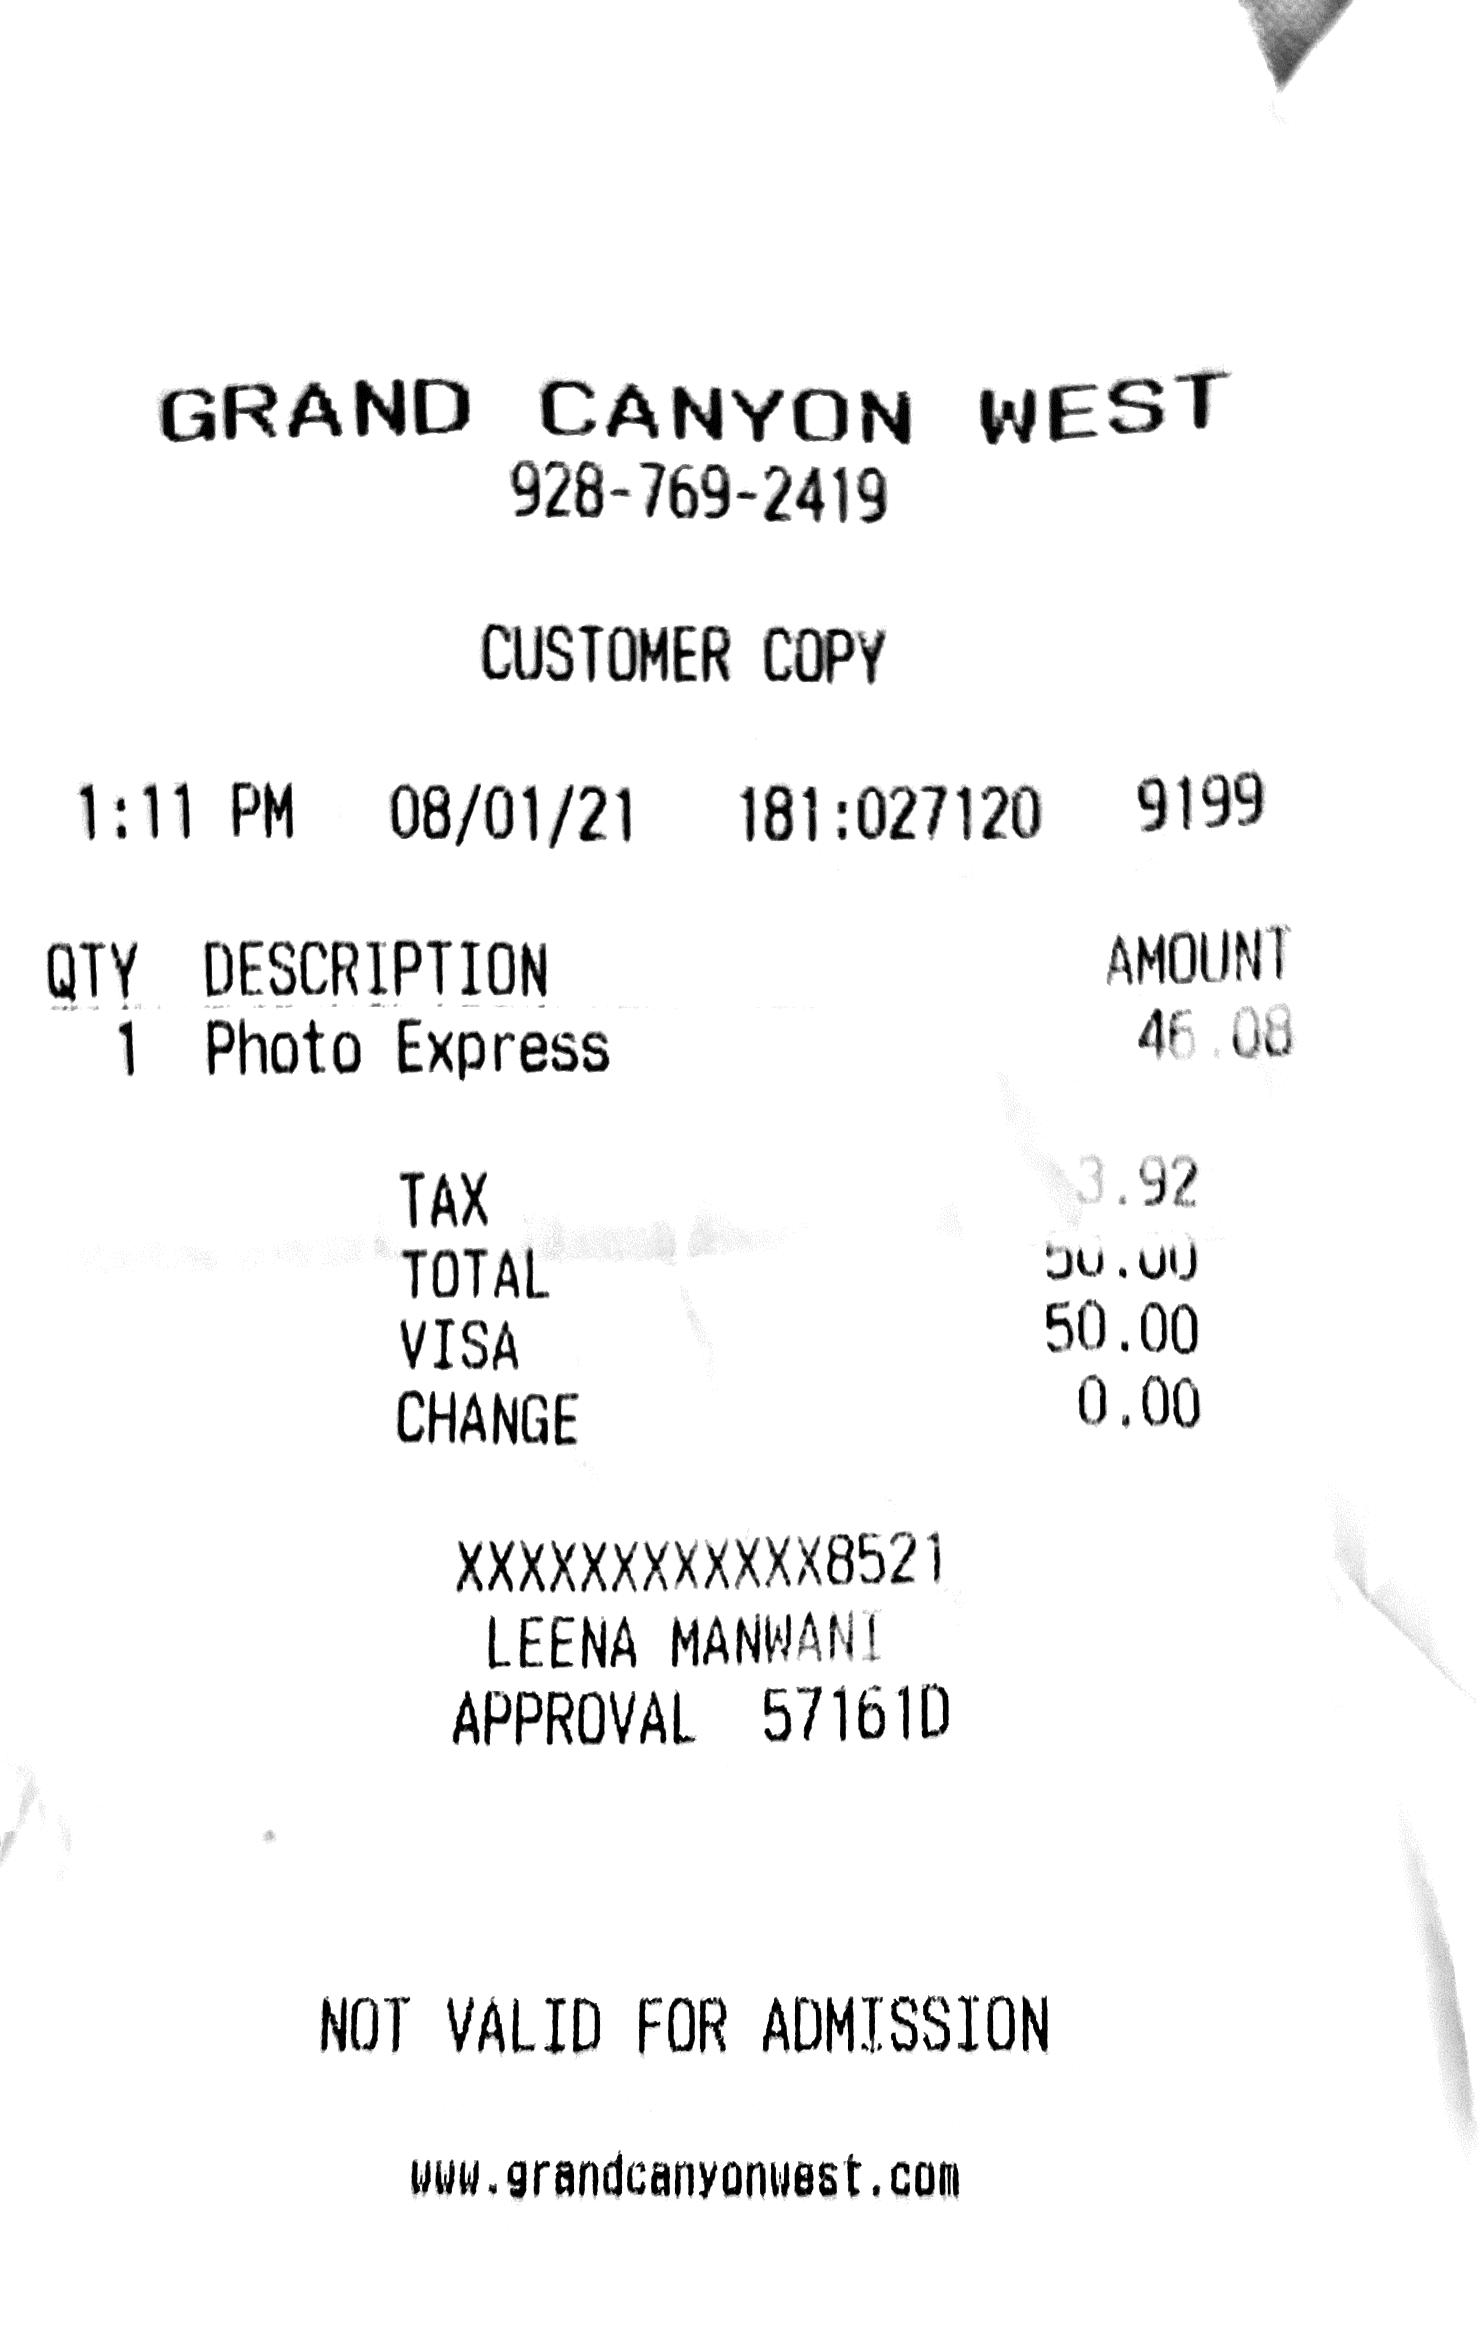 GRAND CANYON WEST
928-769-2419
CUSTOMER COPY
1:11 PM 08/01/21 181:027120 9199
QTY DESCRIPTION AMOUNT
1 Photo Express 46.08
TAX 3.92
TOTAL 50.00
VISA 50.00
CHANGE 0.00
XXXXXXXXXXXX8521
LEENA MANWANI
APPROVAL 57161D
NOT VALID FOR ADMISSION
www.grandcanyonwest.com